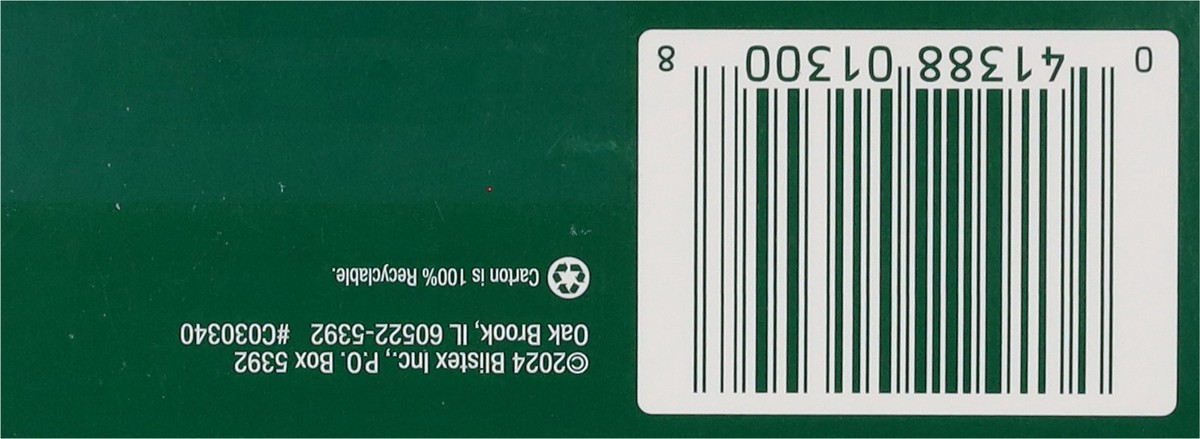 0 41388 01300 8
©2024 Blistex Inc., P.O. Box 5392
Oak Brook, IL 60522-5392 #C030340
Carton is 100% Recyclable.